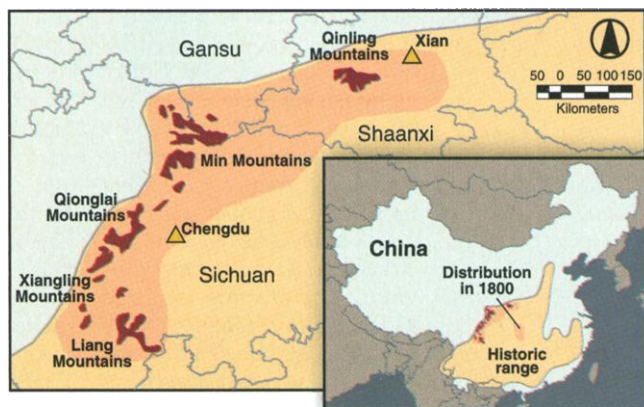 Gansu
Qinling
Mountains
Xian
50 0 50 100 150
Kilometers
Shaanxi
Min Mountains
Qionglai
Mountains
Chengdu
Xiangling
Mountains
Sichuan
Liang
Mountains
China
Distribution
in 1800
Historic
range